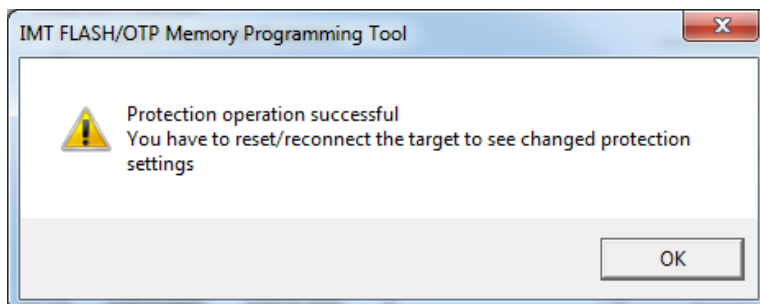 IMT FLASH/OTP Memory Programming Tool
Protection operation successful
You have to reset/reconnect the target to see changed protection
settings
OK